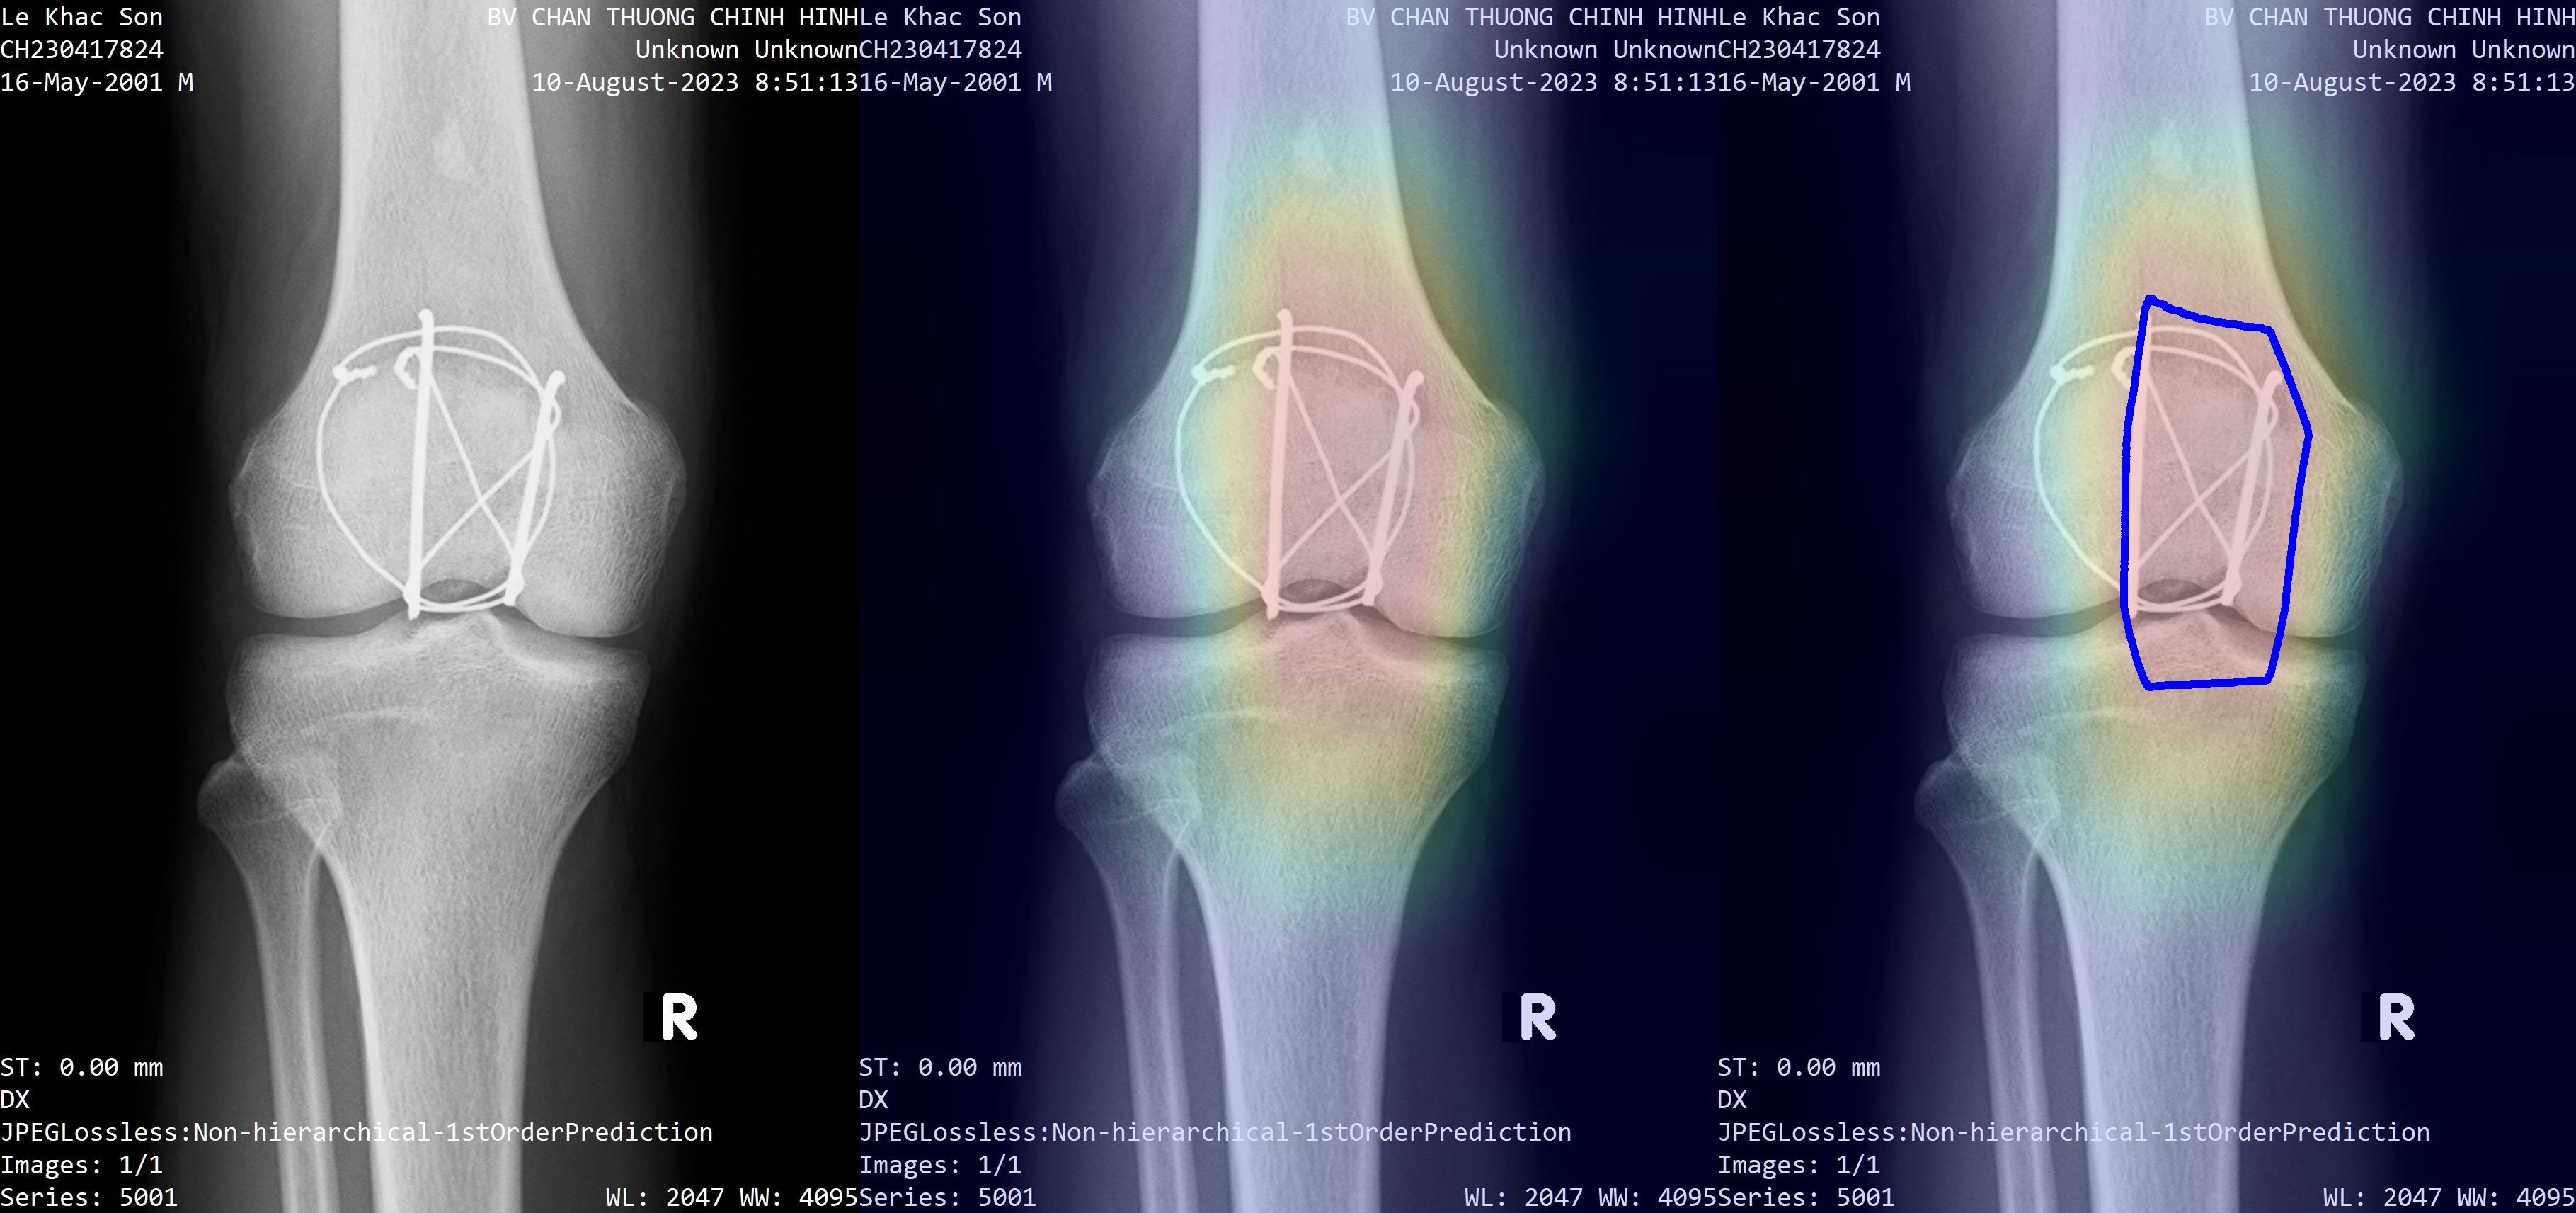 Le Khac Son
CH230417824
16-May-2001 M
BV CHAN THUONG CHINH HINH
Unknown Unknown
10-August-2023 8:51:13
R
ST: 0.00 mm
DX
JPEGLossless:Non-hierarchical-1stOrderPrediction
Images: 1/1
Series: 5001
WL: 2047 WW: 4095
Le Khac Son
CH230417824
16-May-2001 M
BV CHAN THUONG CHINH HINH
Unknown Unknown
10-August-2023 8:51:13
R
ST: 0.00 mm
DX
JPEGLossless:Non-hierarchical-1stOrderPrediction
Images: 1/1
Series: 5001
WL: 2047 WW: 4095
Le Khac Son
CH230417824
16-May-2001 M
BV CHAN THUONG CHINH HINH
Unknown Unknown
10-August-2023 8:51:13
R
ST: 0.00 mm
DX
JPEGLossless:Non-hierarchical-1stOrderPrediction
Images: 1/1
Series: 5001
WL: 2047 WW: 4095